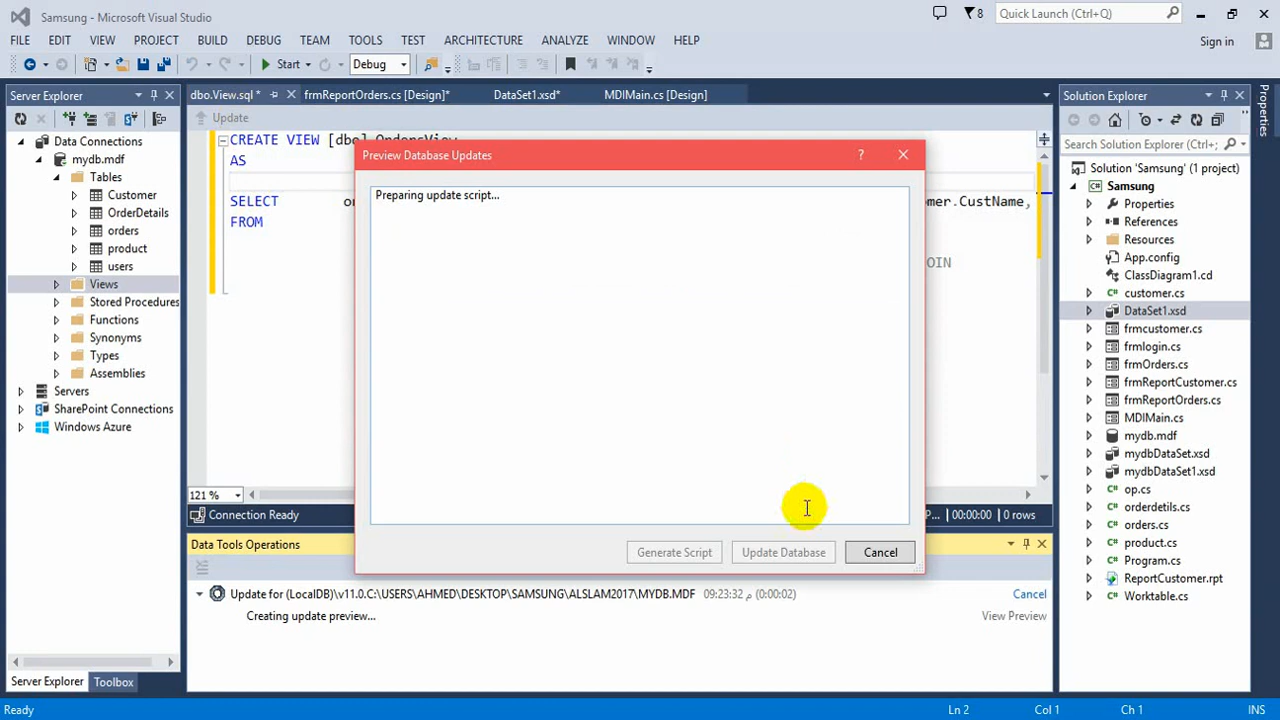 Samsung - Microsoft Visual Studio
8
Quick Launch (Ctrl+Q)
FILE EDIT VIEW PROJECT BUILD DEBUG TEAM TOOLS TEST ARCHITECTURE ANALYZE WINDOW HELP
Sign in
Start Debug
Server Explorer
Data Connections
mydb.mdf
Tables
Customer
OrderDetails
orders
product
users
Views
Stored Procedures
Functions
Synonyms
Types
Assemblies
Servers
SharePoint Connections
Windows Azure
Server Explorer Toolbox
dbo.View.sql * frmReportOrders.cs [Design]* DataSet1.xsd* MDIMain.cs [Design]
Update
CREATE VIEW [dbo].OrdersView
AS
SELECT or er.CustName,
FROM
OIN
121 %
Connection Ready P... 00:00:00 0 rows
Preview Database Updates ?
Preparing update script...
Generate Script Update Database Cancel
Data Tools Operations
Update for (LocalDB)\v11.0.C:\USERS\AHMED\DESKTOP\SAMSUNG\ALSLAM2017\MYDB.MDF م 09:23:32 (0:00:02) Cancel
Creating update preview... View Preview
Solution Explorer
Search Solution Explorer (Ctrl+;
Solution 'Samsung' (1 project)
Samsung
Properties
References
Resources
App.config
ClassDiagram1.cd
customer.cs
DataSet1.xsd
frmcustomer.cs
frmlogin.cs
frmOrders.cs
frmReportCustomer.cs
frmReportOrders.cs
MDIMain.cs
mydb.mdf
mydbDataSet.xsd
mydbDataSet1.xsd
op.cs
orderdetils.cs
orders.cs
product.cs
Program.cs
ReportCustomer.rpt
Worktable.cs
Properties
Ready Ln 2 Col 1 Ch 1 INS